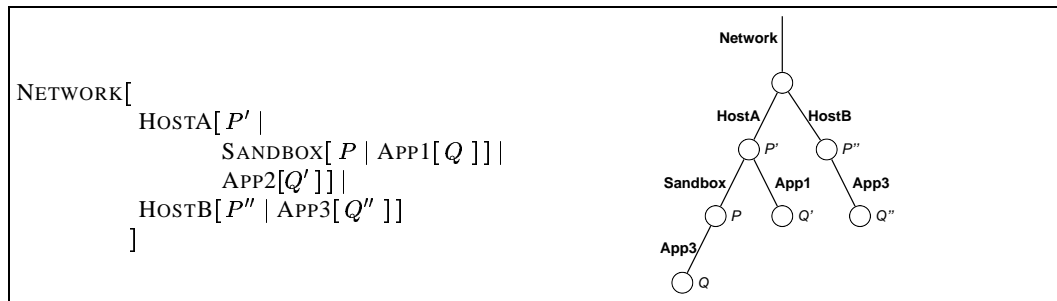 NETWORK[
HOSTA[ P' |
SANDBOX[ P | APP1[ Q ] ] |
APP2[Q' ] ] |
HOSTB[ P'' | APP3[ Q'' ] ]
]
Network
HostA HostB
P' P''
Sandbox App1 App3
P Q' Q''
App3
Q